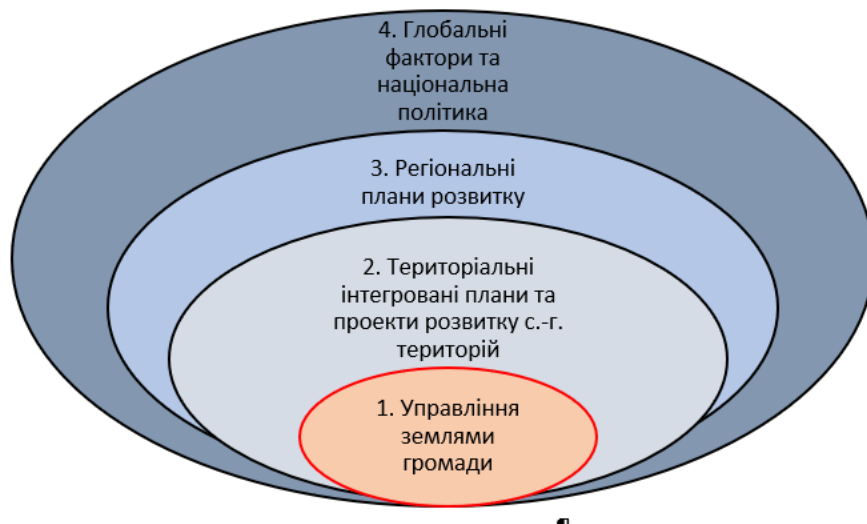 4. Глобальні
фактори та
національна
політика
3. Регіональні
плани розвитку
2. Територіальні
інтегровані плани та
проекти розвитку с.-г.
територій
1. Управління
землями
громади
¶